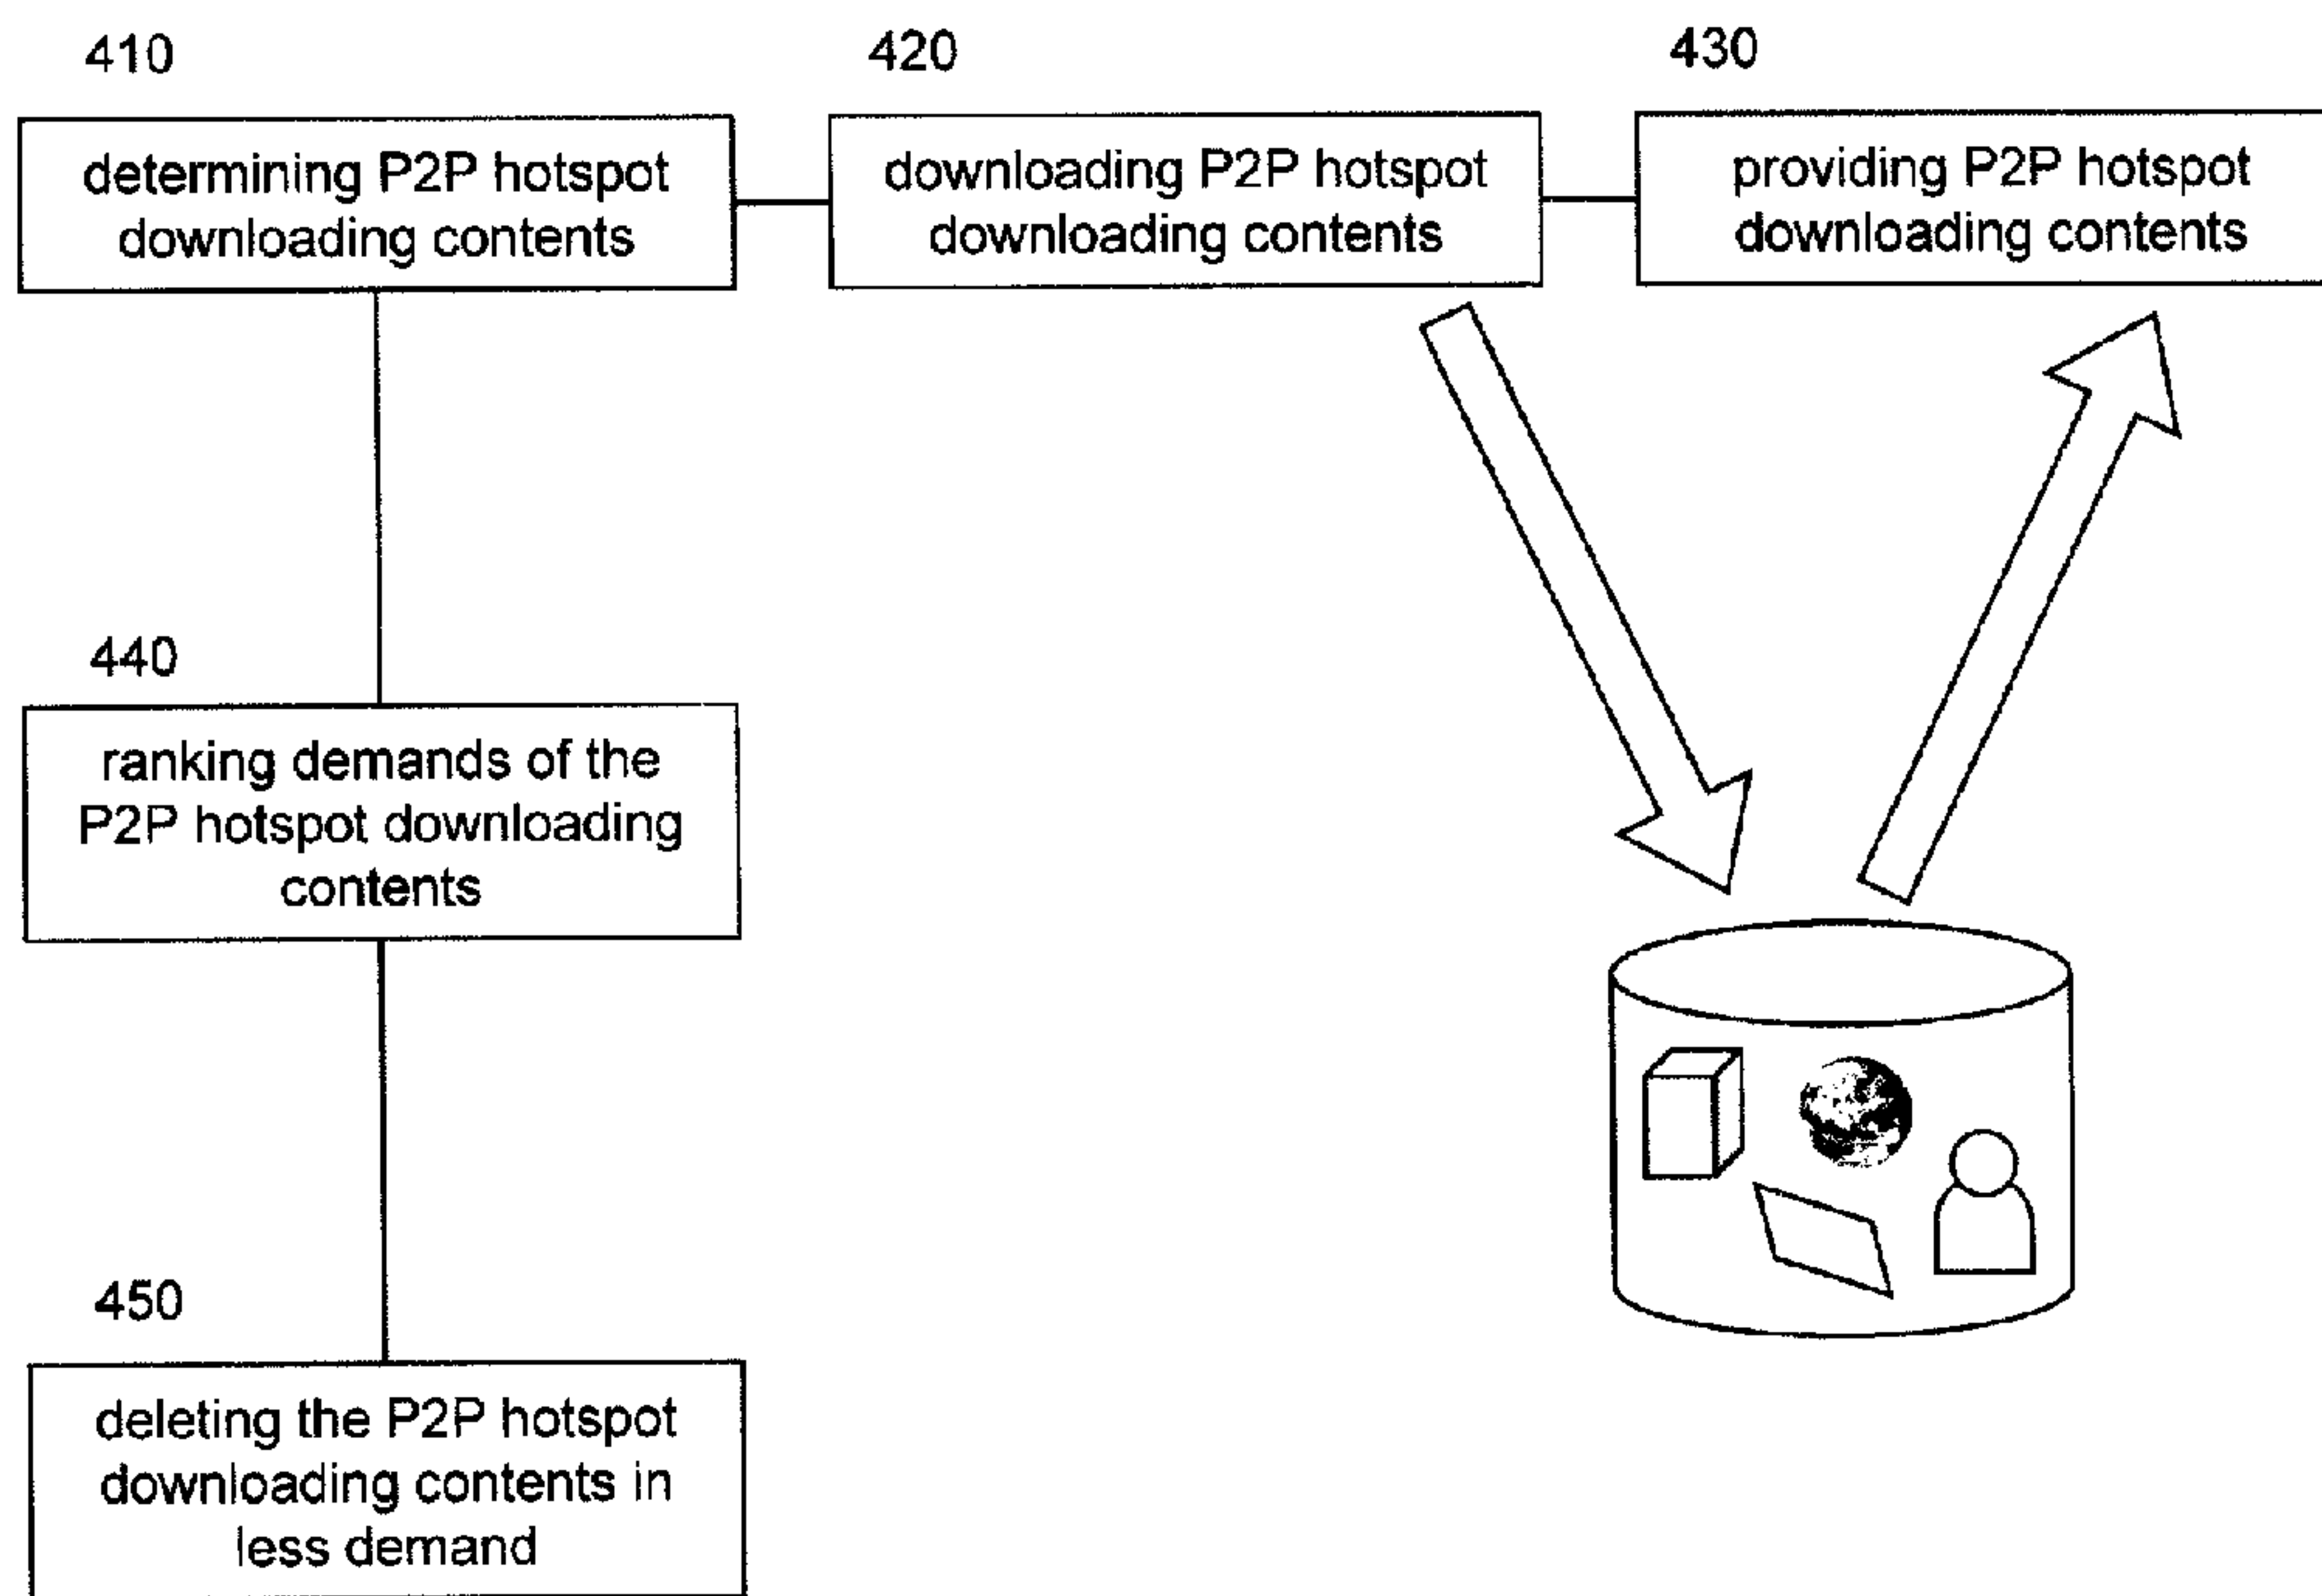 410
determining P2P hotspot
downloading contents
420
downloading P2P hotspot
downloading contents
430
providing P2P hotspot
downloading contents
440
ranking demands of the
P2P hotspot downloading
contents
450
deleting the P2P hotspot
downloading contents in
less demand